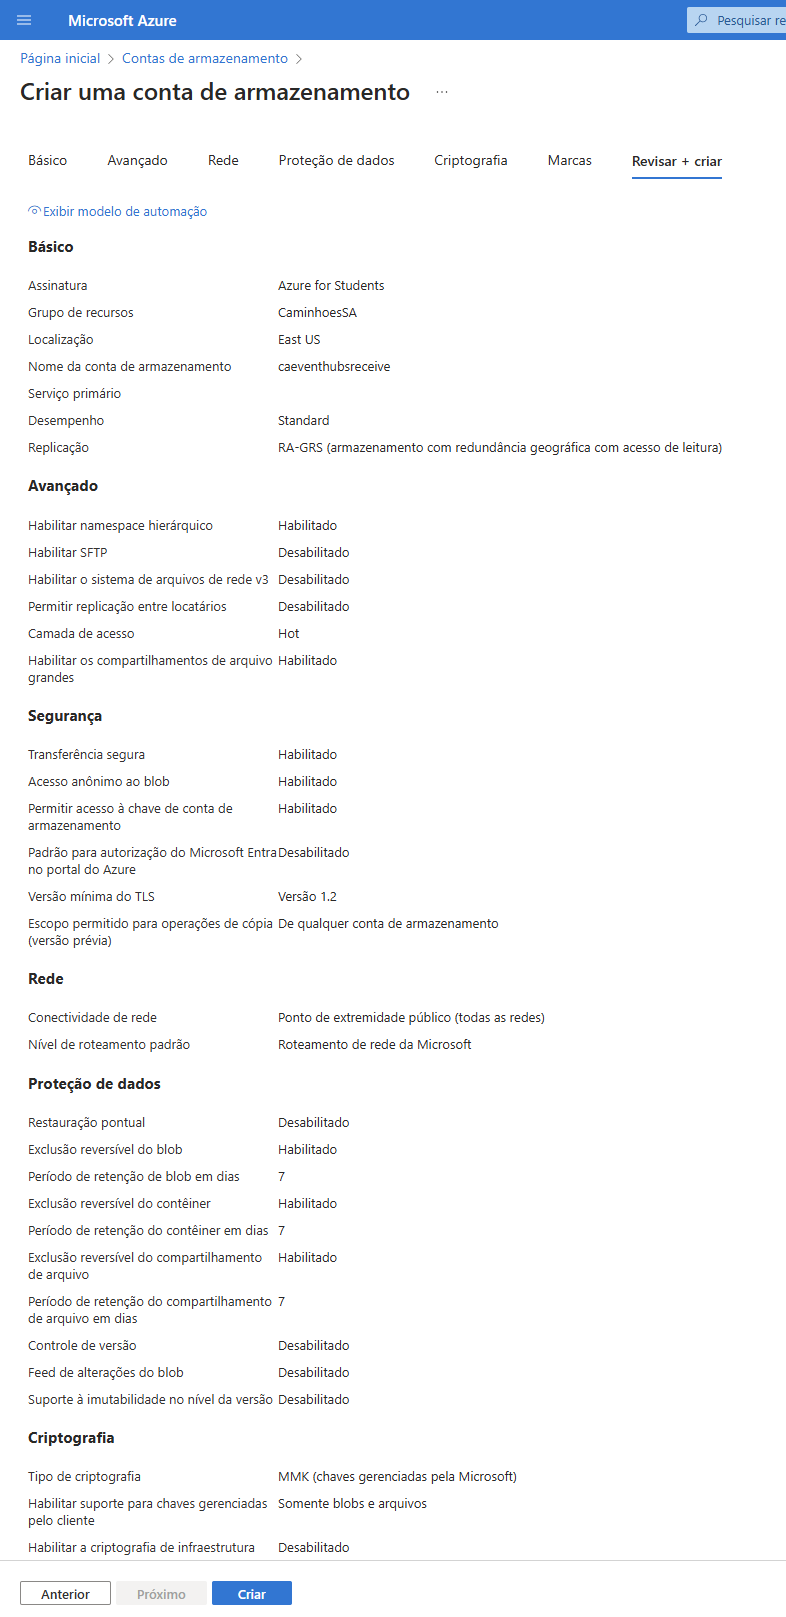 Microsoft Azure
Pesquisar re
Página inicial > Contas de armazenamento >
Criar uma conta de armazenamento ...
Básico Avançado Rede Proteção de dados Criptografia Marcas Revisar + criar
Exibir modelo de automação
Básico
Assinatura Azure for Students
Grupo de recursos CaminhoesSA
Localização East US
Nome da conta de armazenamento caeventhubsreceive
Serviço primário
Desempenho Standard
Replicação RA-GRS (armazenamento com redundância geográfica com acesso de leitura)
Avançado
Habilitar namespace hierárquico Habilitado
Habilitar SFTP Desabilitado
Habilitar o sistema de arquivos de rede v3 Desabilitado
Permitir replicação entre locatários Desabilitado
Camada de acesso Hot
Habilitar os compartilhamentos de arquivo Habilitado
grandes
Segurança
Transferência segura Habilitado
Acesso anônimo ao blob Habilitado
Permitir acesso à chave de conta de Habilitado
armazenamento
Padrão para autorização do Microsoft Entra Desabilitado
no portal do Azure
Versão mínima do TLS Versão 1.2
Escopo permitido para operações de cópia De qualquer conta de armazenamento
(versão prévia)
Rede
Conectividade de rede Ponto de extremidade público (todas as redes)
Nível de roteamento padrão Roteamento de rede da Microsoft
Proteção de dados
Restauração pontual Desabilitado
Exclusão reversível do blob Habilitado
Período de retenção de blob em dias 7
Exclusão reversível do contêiner Habilitado
Período de retenção do contêiner em dias 7
Exclusão reversível do compartilhamento Habilitado
de arquivo
Período de retenção do compartilhamento 7
de arquivo em dias
Controle de versão Desabilitado
Feed de alterações do blob Desabilitado
Suporte à imutabilidade no nível da versão Desabilitado
Criptografia
Tipo de criptografia MMK (chaves gerenciadas pela Microsoft)
Habilitar suporte para chaves gerenciadas Somente blobs e arquivos
pelo cliente
Habilitar a criptografia de infraestrutura Desabilitado
Anterior Próximo Criar